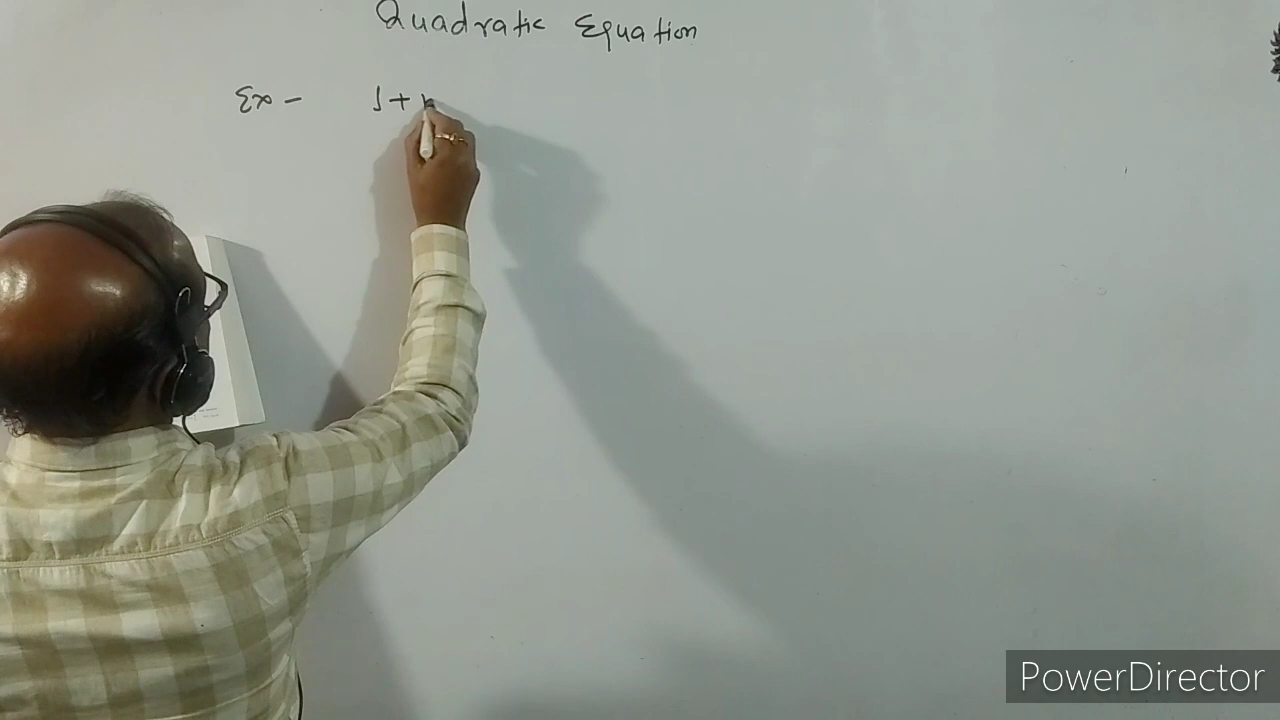 Quadratic Equation
Ex - 1 +
PowerDirector